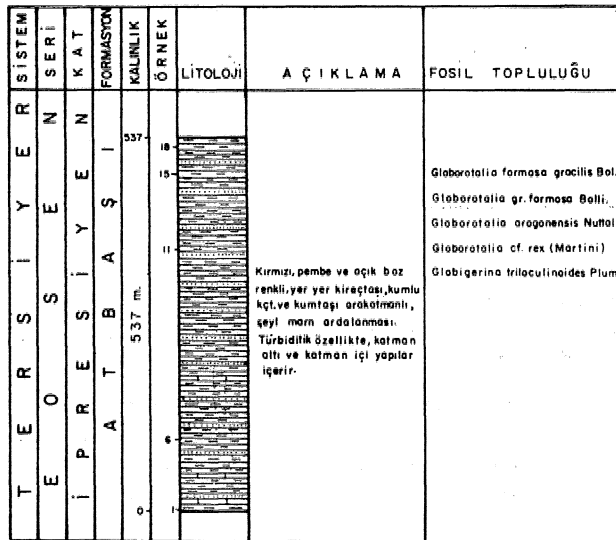 SİSTEM
SERİ
KAT
FORMASYON
KALINLIK
ÖRNEK
LİTOLOJİ
AÇIKLAMA
FOSIL TOPLULUĞU
TERSİYER
EOSEN
İPRESİYEN
ATBAŞI
537
537 m.
0
18
15
11
6
1
Kırmızı, pembe ve açık boz
renkli, yer yer kireçtaşı, kumlu
kçt. ve kumtaşı arakatmanlı,
şeyl marn ardalanması.
Türbiditik özellikte, katman
altı ve katman içi yapılar
içerir.
Globorotalia formosa gracilis Bol.
Globorotalia gr. formosa Bolli.
Globorotalia aragonensis Nuttal
Globorotalia cf. rex (Martini)
Globigerina triloculinoides Plum